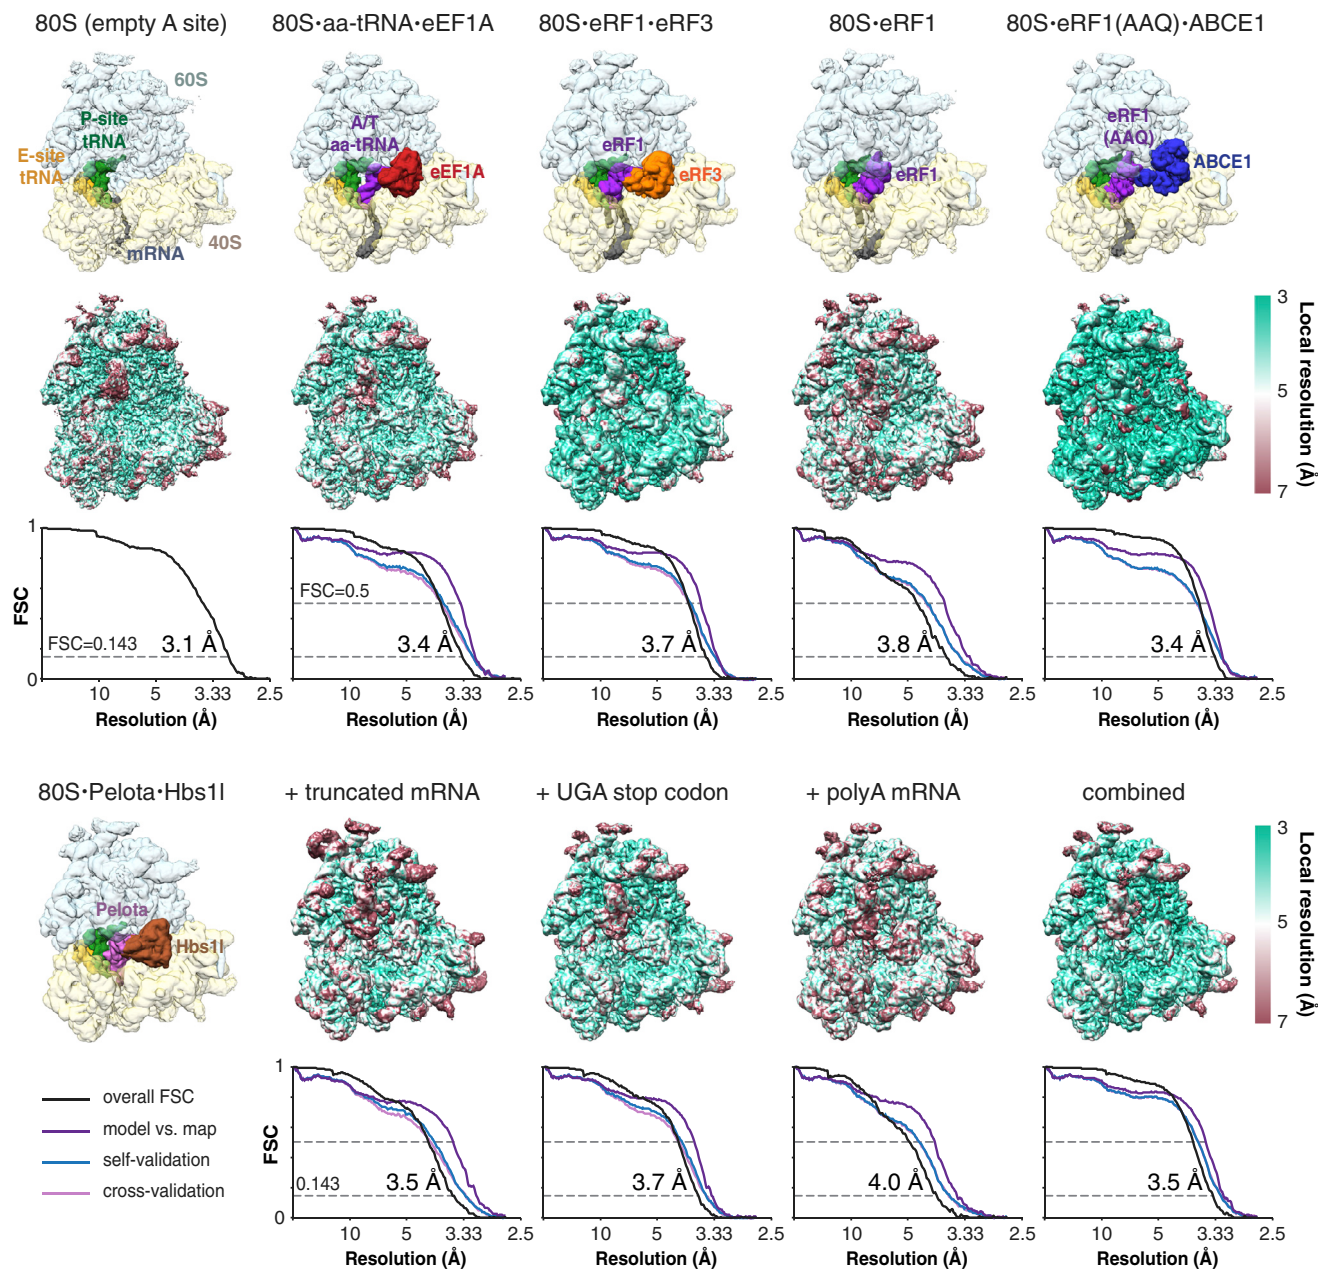 80S (empty A site)
80S•aa-tRNA•eEF1A
80S•eRF1•eRF3
80S•eRF1
80S•eRF1(AAQ)•ABCE1
60S
P-site
tRNA
E-site
tRNA
40S
mRNA
A/T
aa-tRNA
eEF1A
eRF1
eRF3
eRF1
eRF1
(AAQ)
ABCE1
3
5
7
Local resolution (Å)
1
FSC
0
FSC=0.143
3.1 Å
10
5
3.33
2.5
Resolution (Å)
FSC=0.5
3.4 Å
10
5
3.33
2.5
Resolution (Å)
3.7 Å
10
5
3.33
2.5
Resolution (Å)
3.8 Å
10
5
3.33
2.5
Resolution (Å)
3.4 Å
10
5
3.33
2.5
Resolution (Å)
80S•Pelota•Hbs1l
+ truncated mRNA
+ UGA stop codon
+ polyA mRNA
combined
Pelota
Hbs1l
3
5
7
Local resolution (Å)
overall FSC
model vs. map
self-validation
cross-validation
1
FSC
0
0.143
3.5 Å
10
5
3.33
2.5
Resolution (Å)
3.7 Å
10
5
3.33
2.5
Resolution (Å)
4.0 Å
10
5
3.33
2.5
Resolution (Å)
3.5 Å
10
5
3.33
2.5
Resolution (Å)